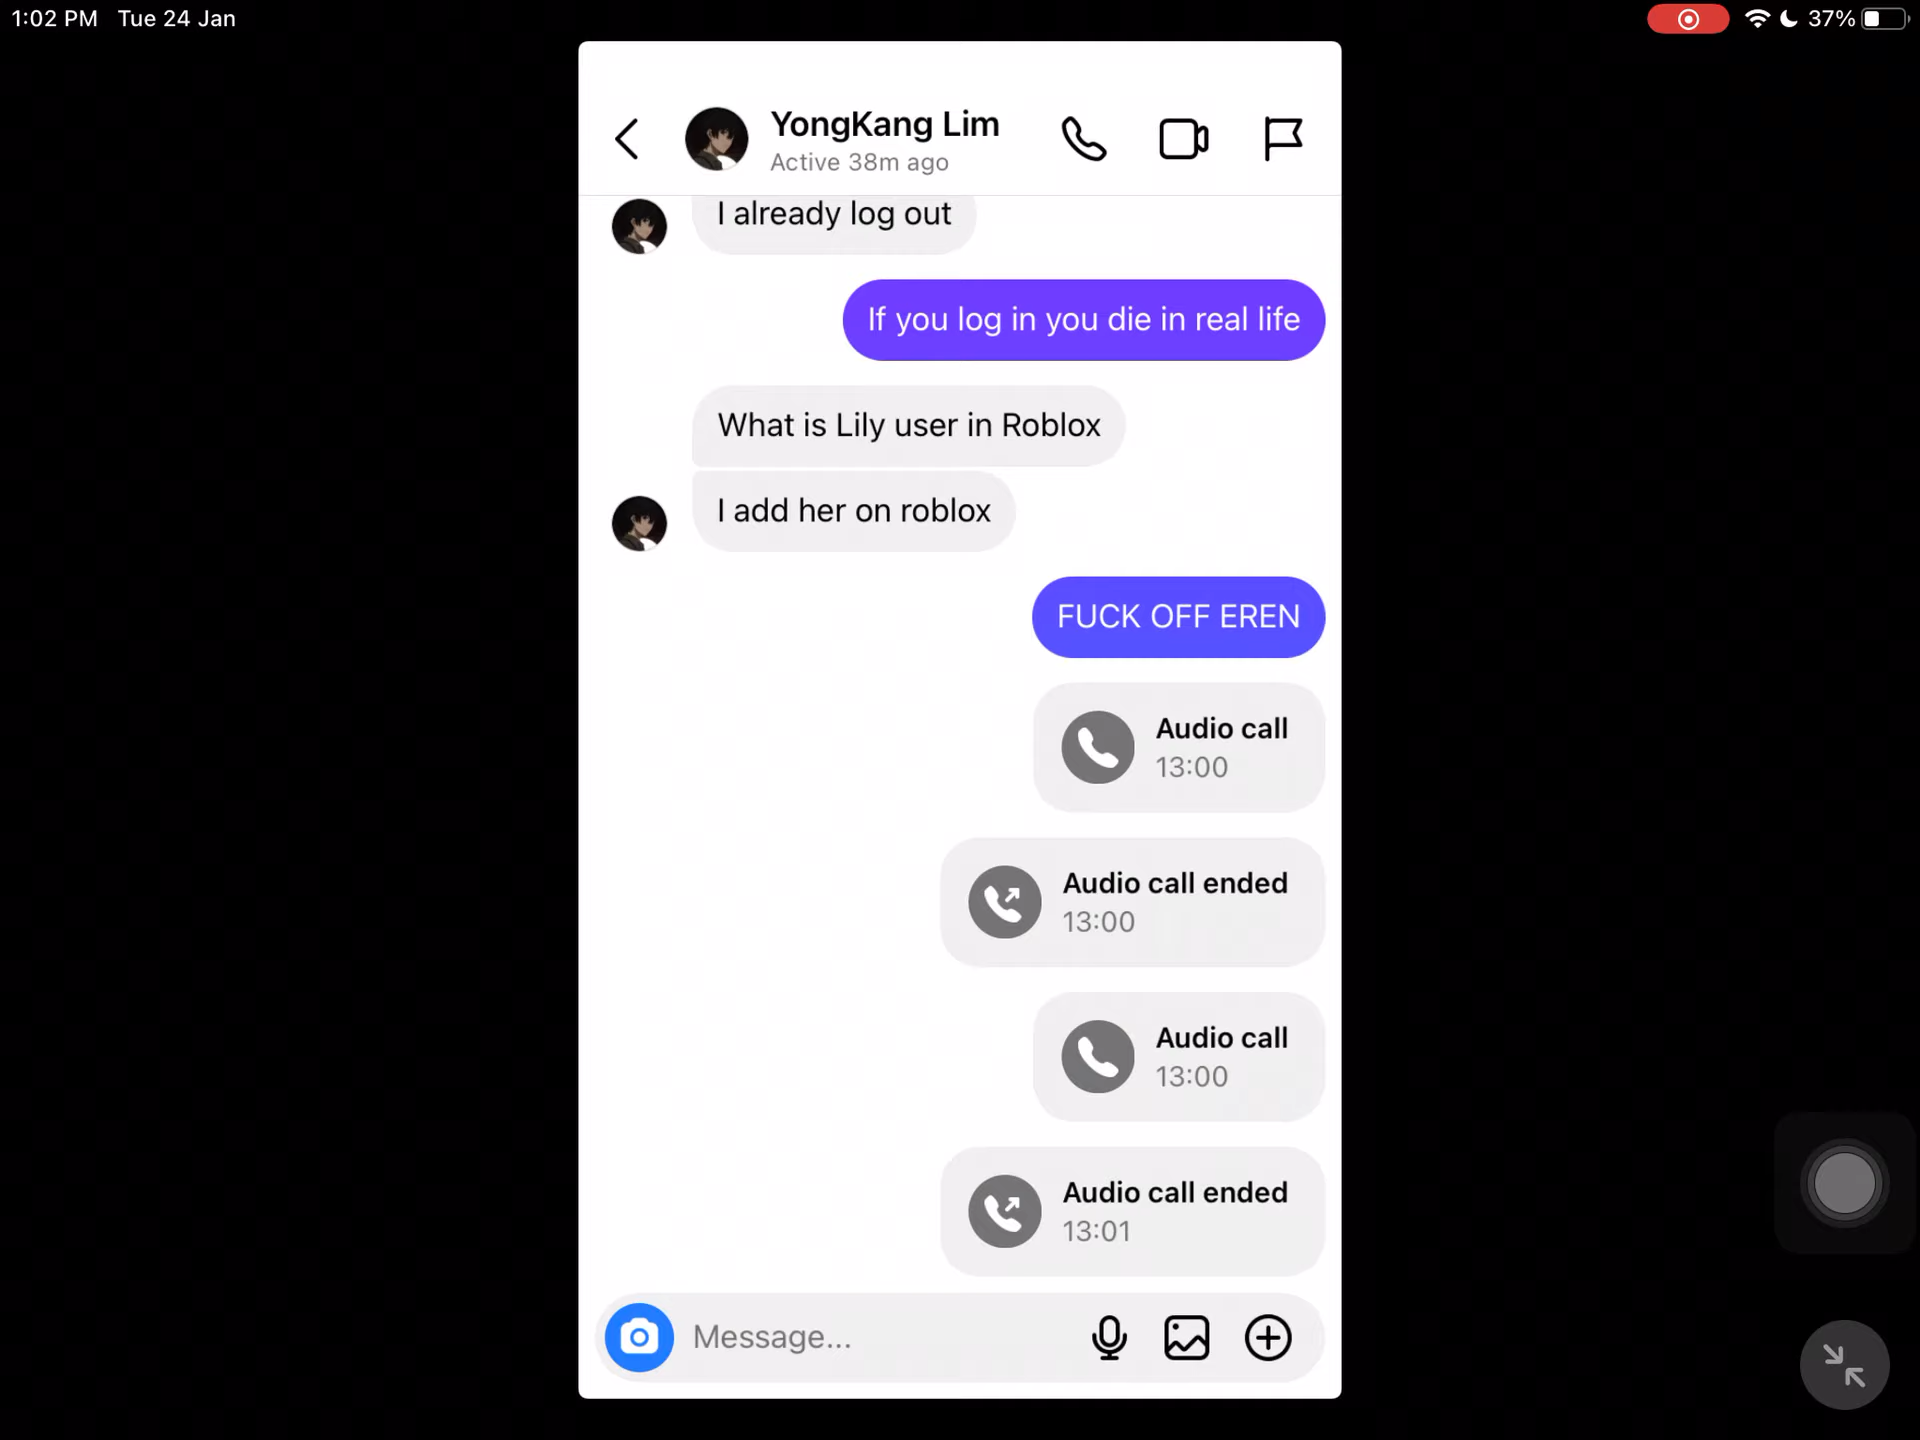 1:02 PM Tue 24 Jan
37%
YongKang Lim
Active 38m ago
I already log out
If you log in you die in real life
What is Lily user in Roblox
I add her on roblox
FUCK OFF EREN
Audio call
13:00
Audio call ended
13:00
Audio call
13:00
Audio call ended
13:01
Message...